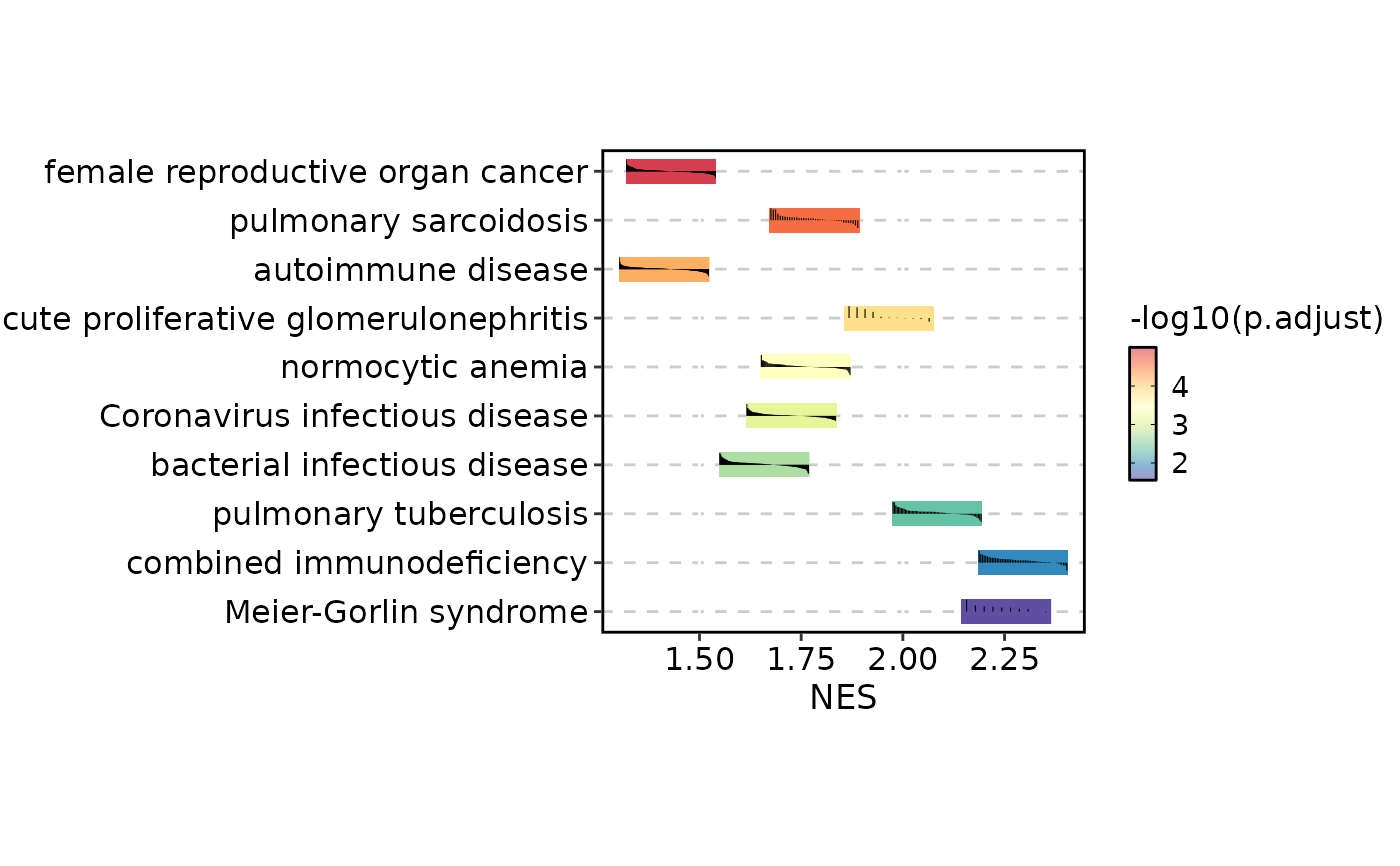 female reproductive organ cancer
pulmonary sarcoidosis
autoimmune disease
cute proliferative glomerulonephritis
normocytic anemia
Coronavirus infectious disease
bacterial infectious disease
pulmonary tuberculosis
combined immunodeficiency
Meier-Gorlin syndrome
1.50 1.75 2.00 2.25
NES
-log10(p.adjust)
4
3
2